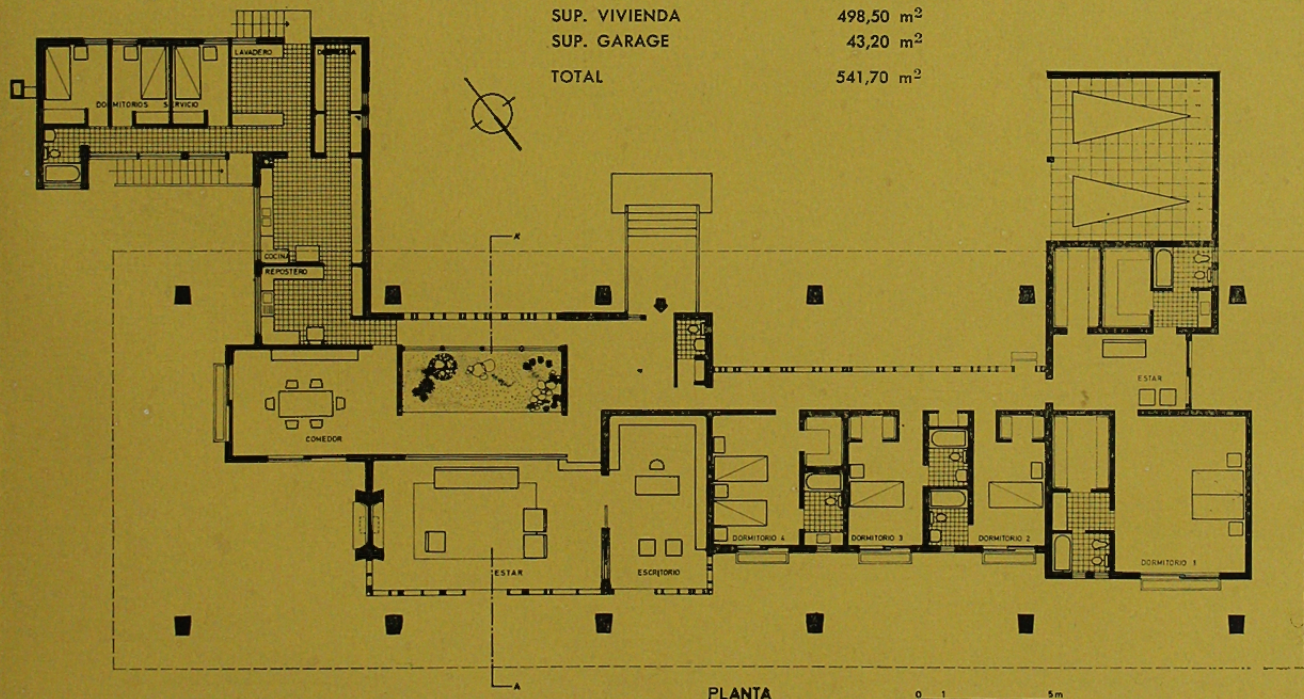 SUP. VIVIENDA 498,50 m²
SUP. GARAGE 43,20 m²
TOTAL 541,70 m²
LAVADERO
DORMITORIOS SERVICIO
COCINA
REPOSTERO
A'
COMEDOR
ESTAR
ESTAR
ESCRITORIO
DORMITORIO 4
DORMITORIO 3
DORMITORIO 2
DORMITORIO 1
A
PLANTA
0 1 5m